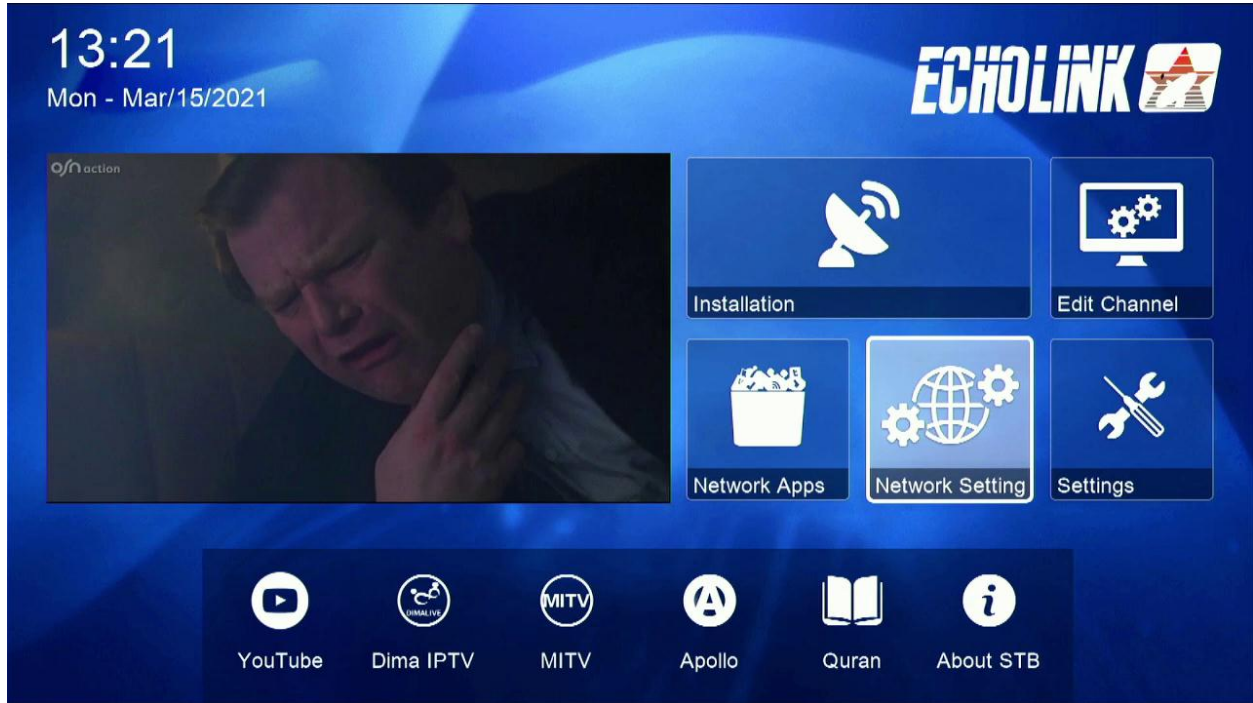 13:21
Mon - Mar/15/2021
ECHOLINK
OSN action
Installation
Edit Channel
Network Apps
Network Setting
Settings
DIMALIVE
MITV
YouTube
Dima IPTV
MITV
Apollo
Quran
About STB